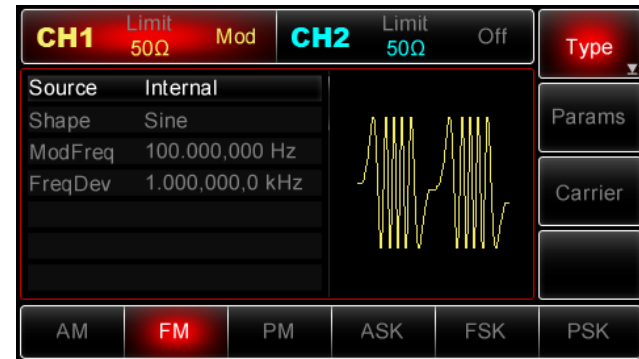 CH1 Limit 50Ω Mod CH2 Limit 50Ω Off
Type
Source Internal
Shape Sine
ModFreq 100.000,000 Hz
FreqDev 1.000,000,0 kHz
Params
Carrier
AM FM PM ASK FSK PSK